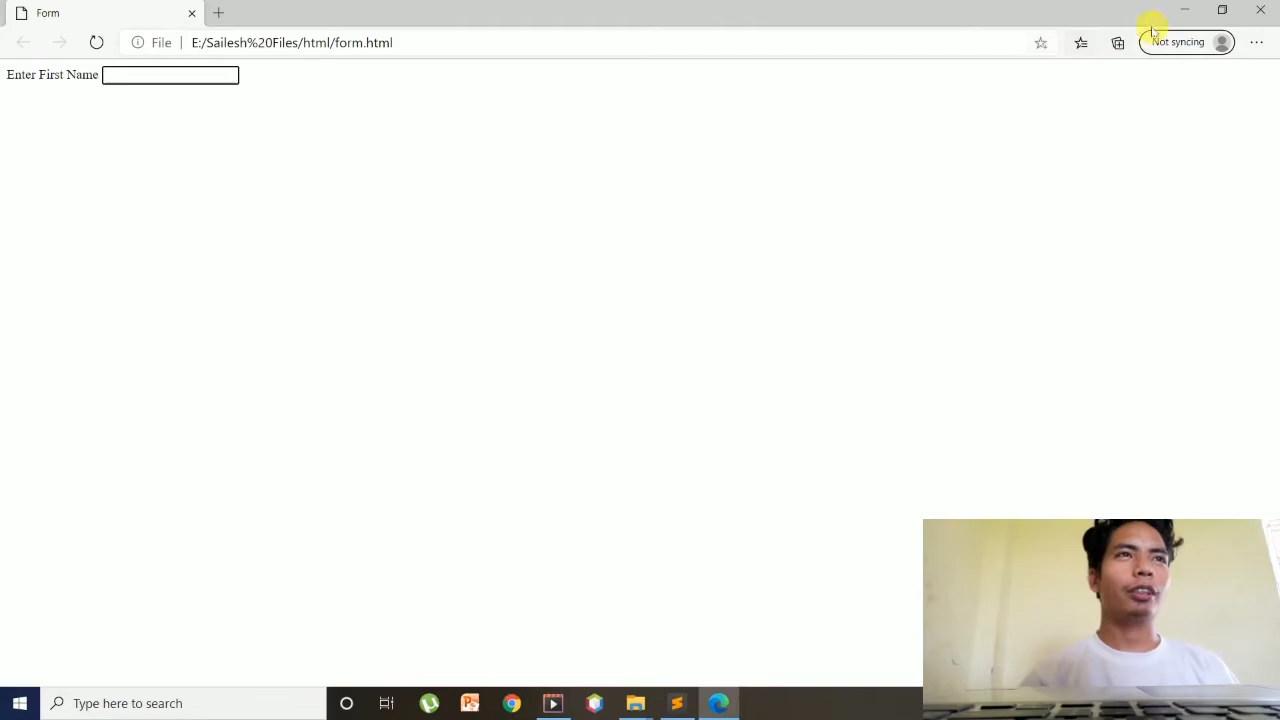 Form
File
E:/Sailesh%20Files/html/form.html
Not syncing
Enter First Name
Type here to search